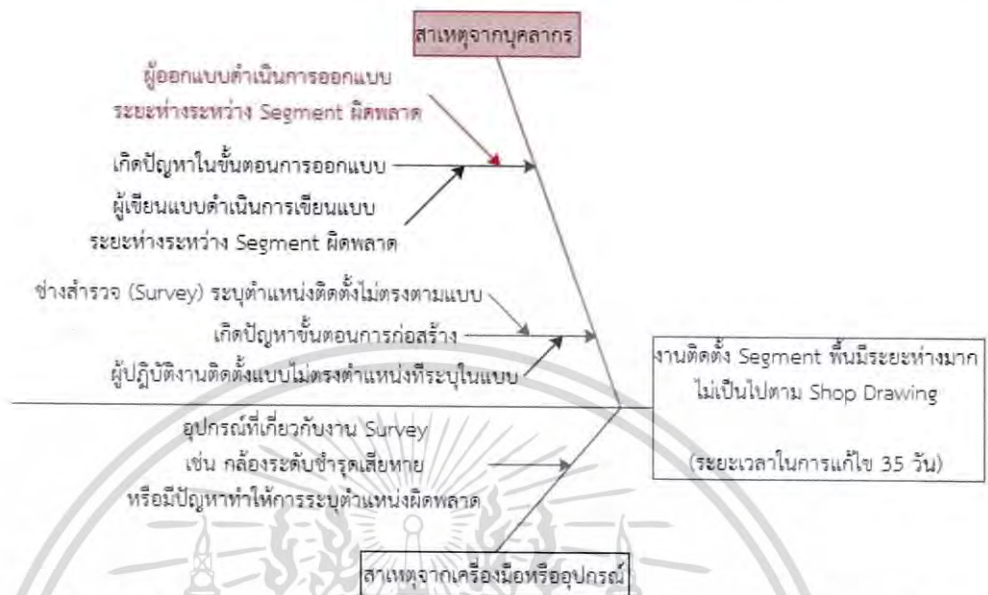 สาเหตุจากบุคลากร
ผู้ออกแบบดำเนินการออกแบบ
ระยะห่างระหว่าง Segment ผิดพลาด
เกิดปัญหาในขั้นตอนการออกแบบ
ผู้เขียนแบบดำเนินการเขียนแบบ
ระยะห่างระหว่าง Segment ผิดพลาด
ช่างสำรวจ (Survey) ระบุตำแหน่งติดตั้งไม่ตรงตามแบบ
เกิดปัญหาขั้นตอนการก่อสร้าง
ผู้ปฏิบัติงานติดตั้งแบบไม่ตรงตำแหน่งที่ระบุในแบบ
งานติดตั้ง Segment พื้นมีระยะห่างมาก
ไม่เป็นไปตาม Shop Drawing
(ระยะเวลาในการแก้ไข 35 วัน)
อุปกรณ์ที่เกี่ยวกับงาน Survey
เช่น กล้องระดับชำรุดเสียหาย
หรือมีปัญหาทำให้การระบุตำแหน่งผิดพลาด
สาเหตุจากเครื่องมือหรืออุปกรณ์